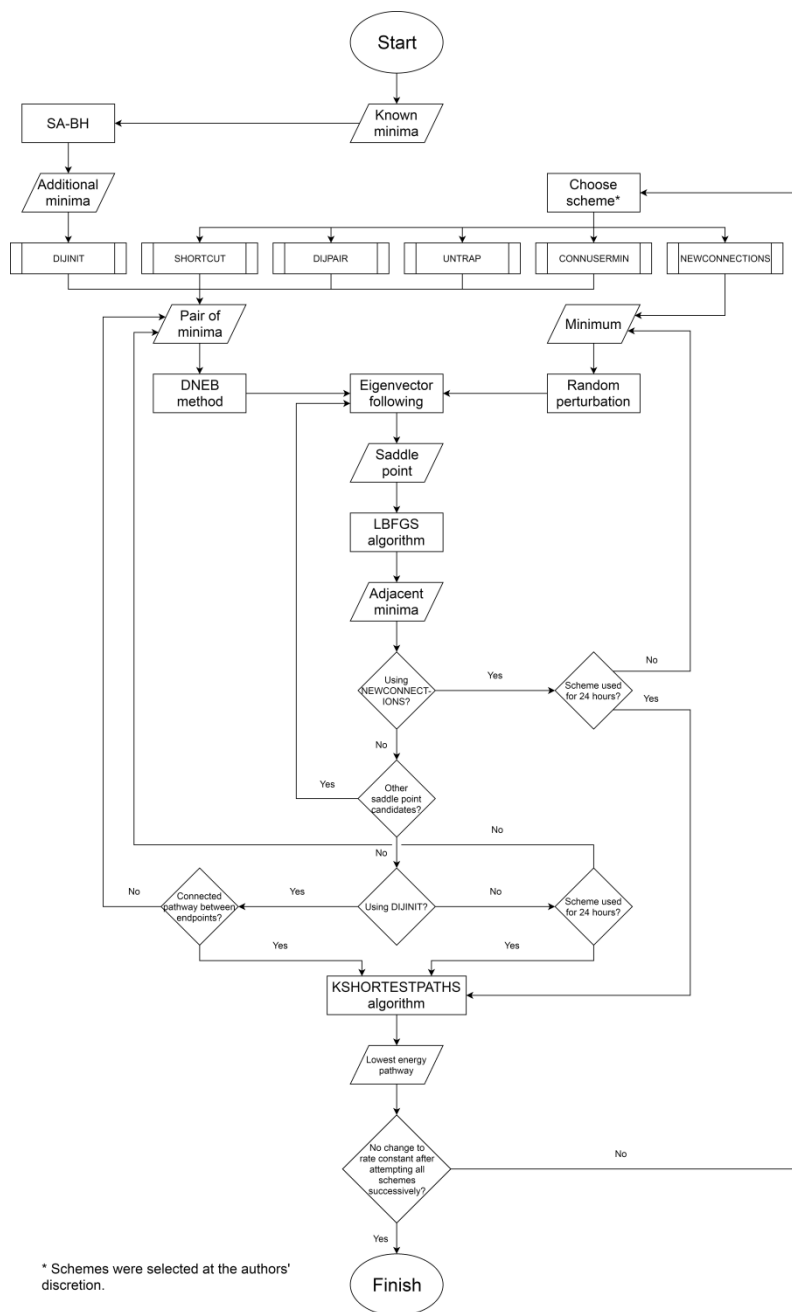 Start
Known
minima
SA-BH
Additional
minima
Choose
scheme*
DIJINIT
SHORTCUT
DIJPAIR
UNTRAP
CONNUSERMIN
NEWCONNECTIONS
Pair of
minima
Minimum
DNEB
method
Eigenvector
following
Random
perturbation
Saddle
point
LBFGS
algorithm
Adjacent
minima
Using
NEWCONNECT-
IONS?
Yes
Scheme used
for 24 hours?
No
Yes
No
Other
saddle point
candidates?
Yes
No
No
Connected
pathway between
endpoints?
No
Yes
Using DIJINIT?
No
Scheme used
for 24 hours?
Yes
Yes
KSHORTESTPATHS
algorithm
Lowest energy
pathway
No change to
rate constant after
attempting all
schemes
successively?
No
Yes
Finish
* Schemes were selected at the authors'
discretion.